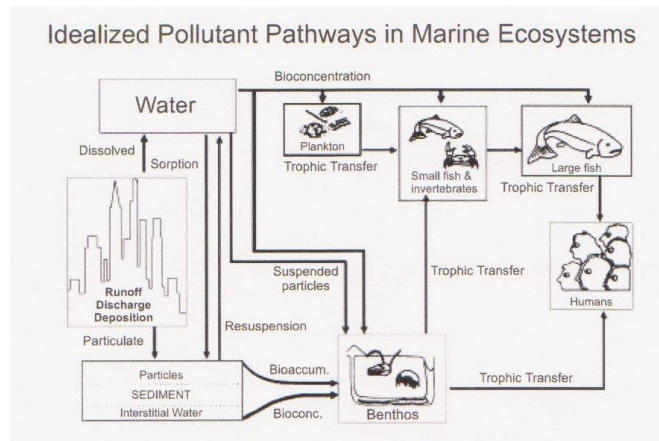 Idealized Pollutant Pathways in Marine Ecosystems
Bioconcentration
Water
Plankton
Small fish &
invertebrates
Large fish
Trophic Transfer
Trophic Transfer
Dissolved
Sorption
Runoff
Discharge
Deposition
Suspended
particles
Trophic Transfer
Humans
Particulate
Resuspension
Particles
SEDIMENT
Interstitial Water
Bioaccum.
Bioconc.
Benthos
Trophic Transfer